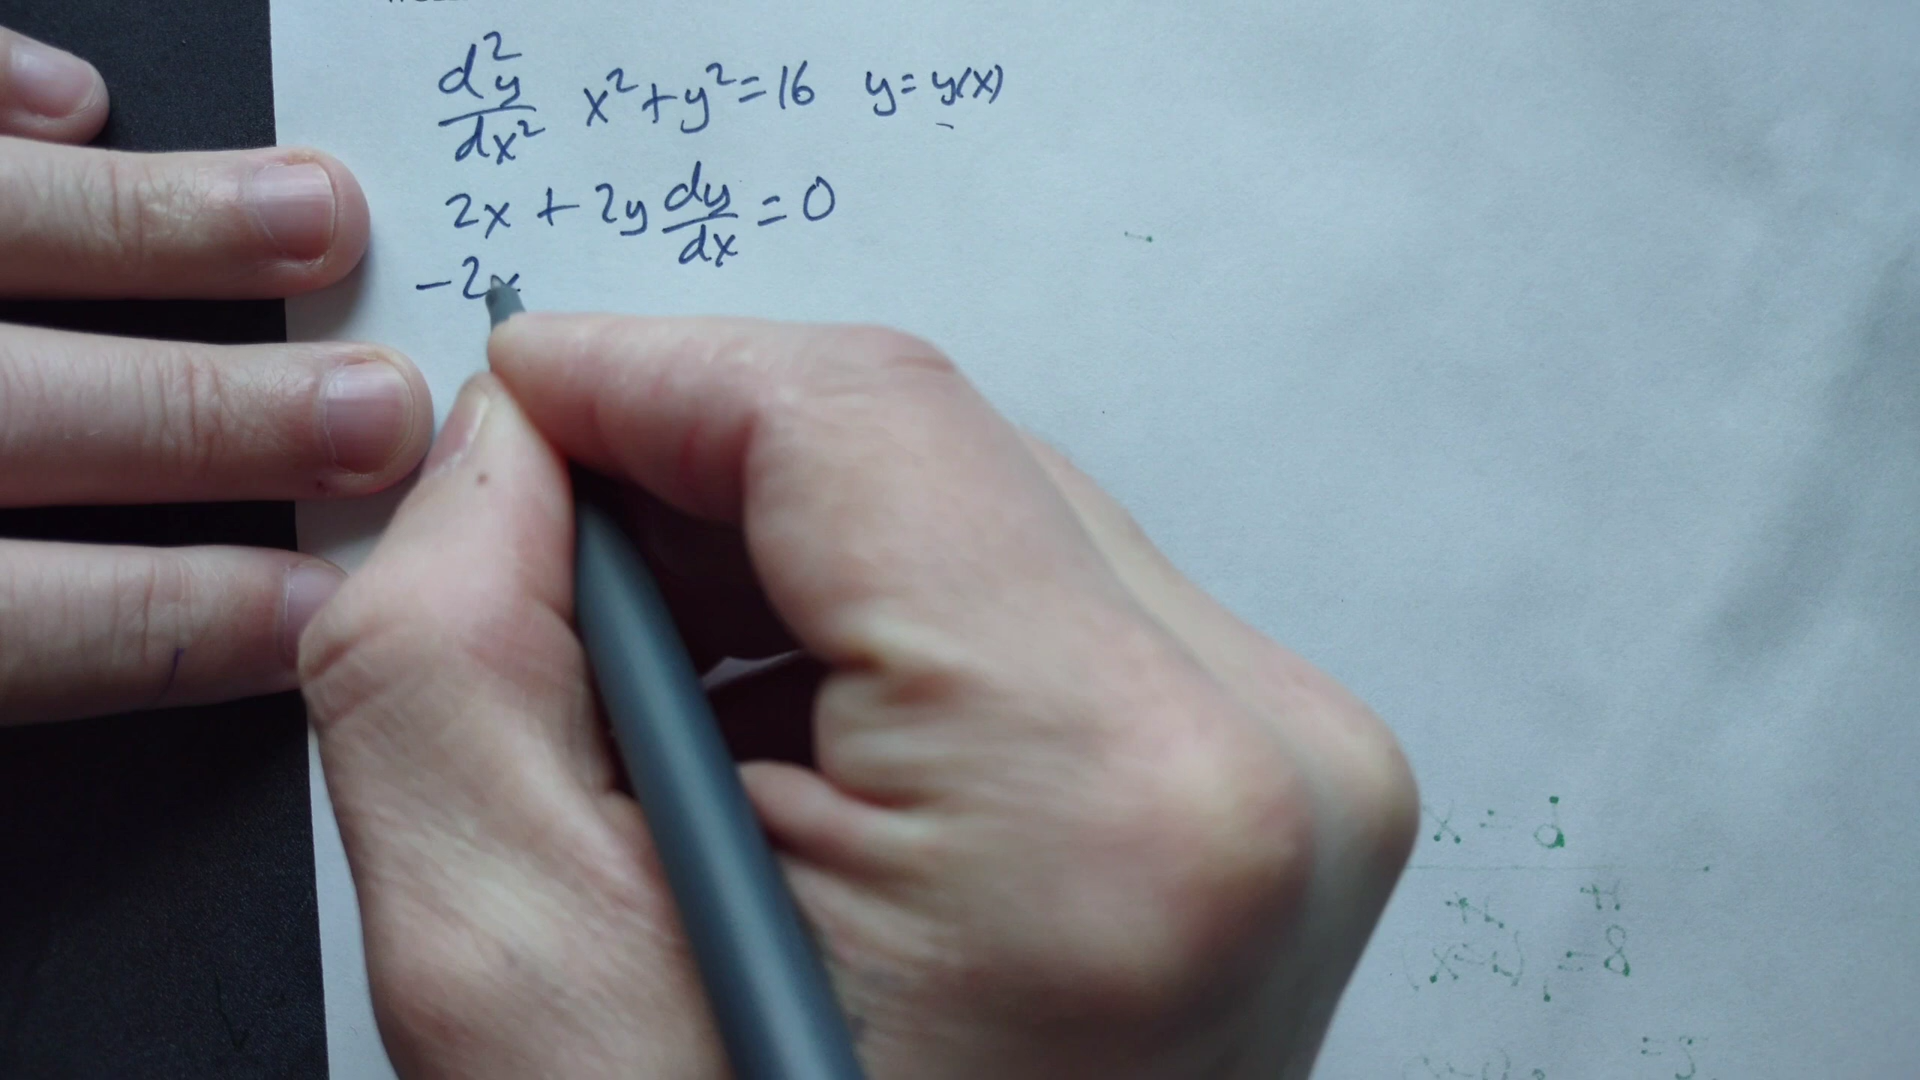 d²y/dx² x²+y²=16 y=y(x)
2x + 2y dy/dx = 0
-2x